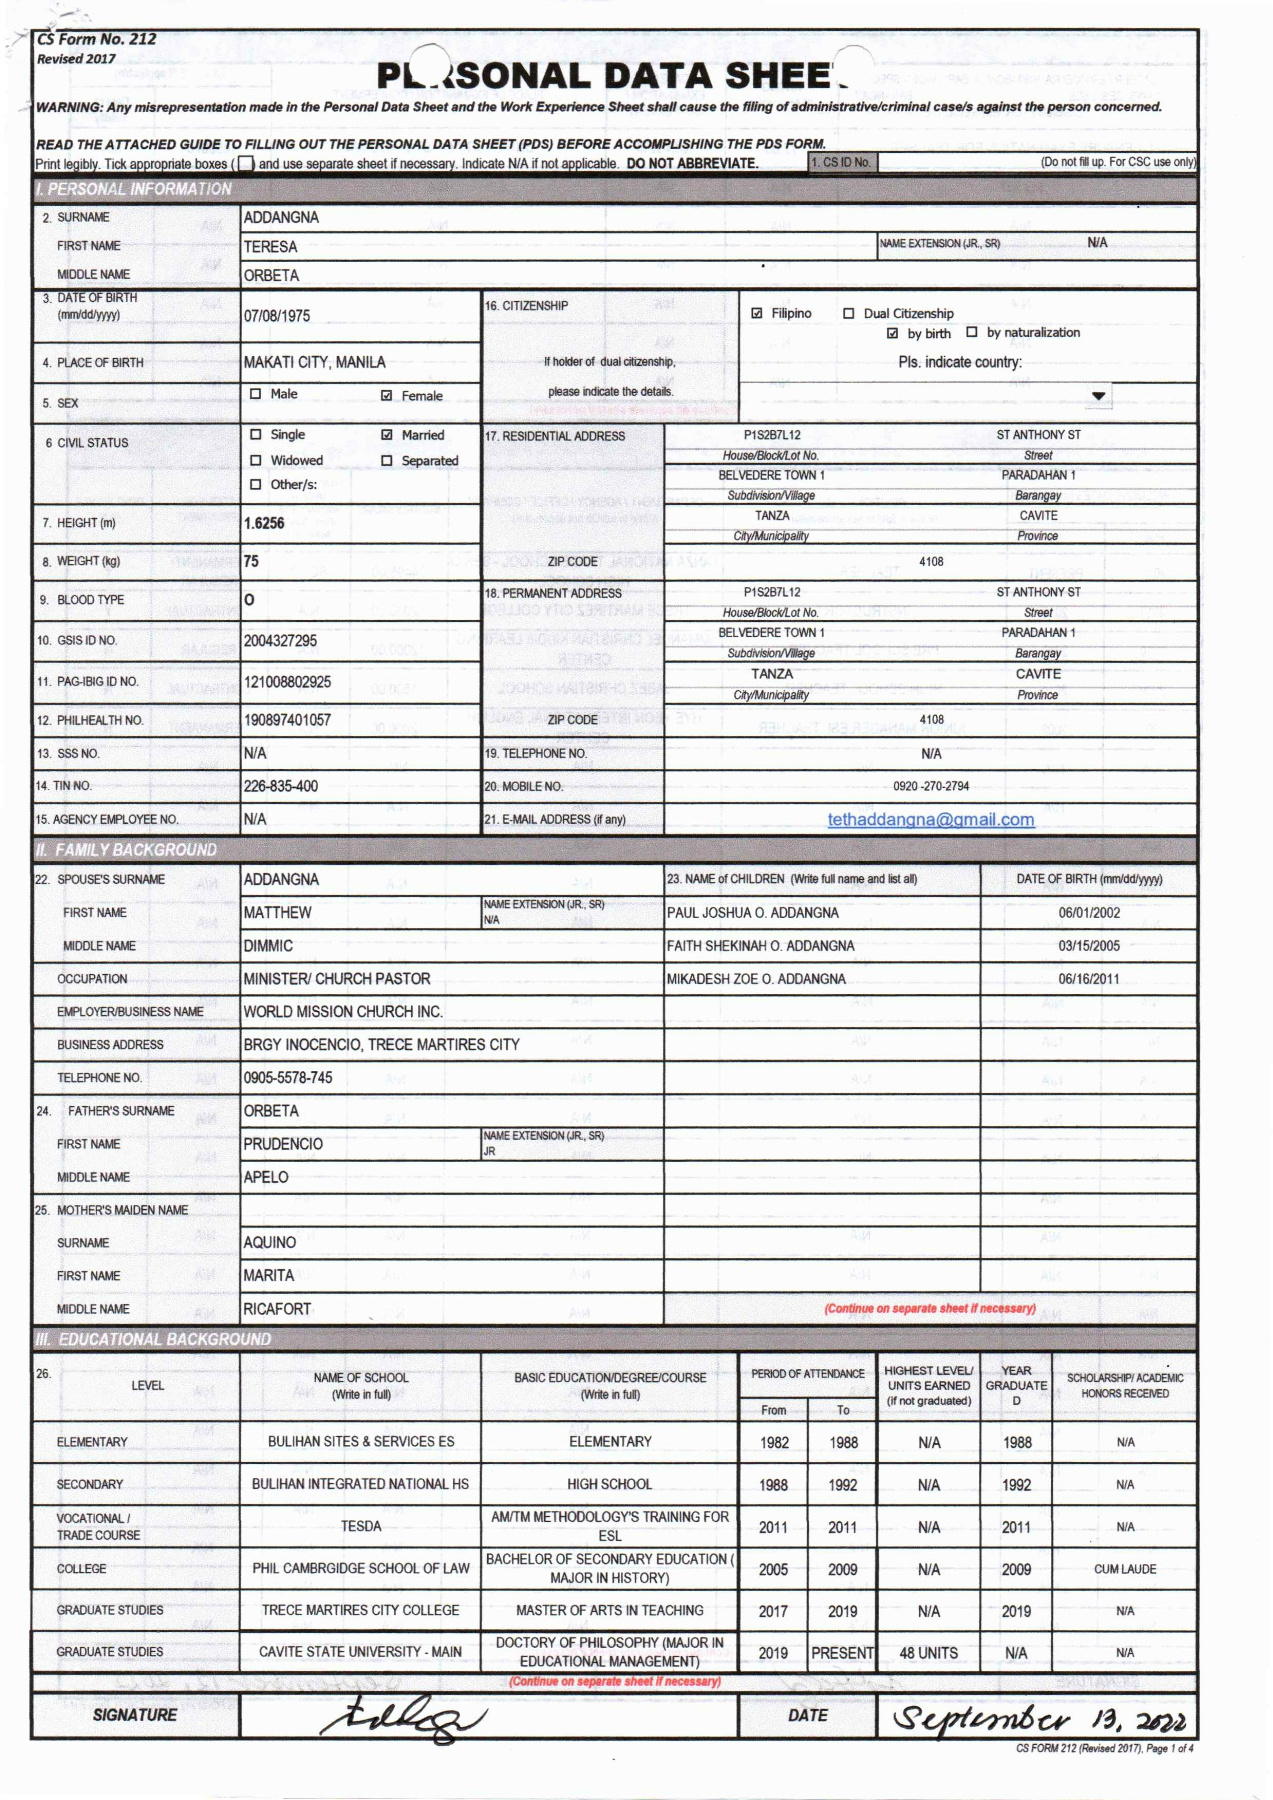 CS Form No. 212
Revised 2017
PERSONAL DATA SHEE
WARNING: Any misrepresentation made in the Personal Data Sheet and the Work Experience Sheet shall cause the filing of administrative/criminal case/s against the person concerned.
READ THE ATTACHED GUIDE TO FILLING OUT THE PERSONAL DATA SHEET (PDS) BEFORE ACCOMPLISHING THE PDS FORM.
Print legibly. Tick appropriate boxes ( ☐ ) and use separate sheet if necessary. Indicate N/A if not applicable. DO NOT ABBREVIATE. 1. CS ID No. (Do not fill up. For CSC use only)
I. PERSONAL INFORMATION
2. SURNAME ADDANGNA
FIRST NAME TERESA NAME EXTENSION (JR., SR) N/A
MIDDLE NAME ORBETA
3. DATE OF BIRTH
(mm/dd/yyyy) 07/08/1975
16. CITIZENSHIP ☑ Filipino ☐ Dual Citizenship
☑ by birth ☐ by naturalization
4. PLACE OF BIRTH MAKATI CITY, MANILA If holder of dual citizenship, Pls. indicate country:
please indicate the details.
5. SEX ☐ Male ☑ Female
6 CIVIL STATUS ☐ Single ☑ Married
☐ Widowed ☐ Separated
☐ Other/s:
17. RESIDENTIAL ADDRESS P1S2B7L12 ST ANTHONY ST
House/Block/Lot No. Street
BELVEDERE TOWN 1 PARADAHAN 1
Subdivision/Village Barangay
7. HEIGHT (m) 1.6256 TANZA CAVITE
City/Municipality Province
8. WEIGHT (kg) 75 ZIP CODE 4108
9. BLOOD TYPE O 18. PERMANENT ADDRESS P1S2B7L12 ST ANTHONY ST
House/Block/Lot No. Street
10. GSIS ID NO. 2004327295 BELVEDERE TOWN 1 PARADAHAN 1
Subdivision/Village Barangay
11. PAG-IBIG ID NO. 121008802925 TANZA CAVITE
City/Municipality Province
12. PHILHEALTH NO. 190897401057 ZIP CODE 4108
13. SSS NO. N/A 19. TELEPHONE NO. N/A
14. TIN NO. 226-835-400 20. MOBILE NO. 0920 -270-2794
15. AGENCY EMPLOYEE NO. N/A 21. E-MAIL ADDRESS (if any) tethaddangna@gmail.com
II. FAMILY BACKGROUND
22. SPOUSE'S SURNAME ADDANGNA 23. NAME of CHILDREN (Write full name and list all) DATE OF BIRTH (mm/dd/yyyy)
FIRST NAME MATTHEW NAME EXTENSION (JR., SR) N/A PAUL JOSHUA O. ADDANGNA 06/01/2002
MIDDLE NAME DIMMIC FAITH SHEKINAH O. ADDANGNA 03/15/2005
OCCUPATION MINISTER/ CHURCH PASTOR MIKADESH ZOE O. ADDANGNA 06/16/2011
EMPLOYER/BUSINESS NAME WORLD MISSION CHURCH INC.
BUSINESS ADDRESS BRGY INOCENCIO, TRECE MARTIRES CITY
TELEPHONE NO. 0905-5578-745
24. FATHER'S SURNAME ORBETA
FIRST NAME PRUDENCIO NAME EXTENSION (JR., SR) JR
MIDDLE NAME APELO
25. MOTHER'S MAIDEN NAME
SURNAME AQUINO
FIRST NAME MARITA
MIDDLE NAME RICAFORT (Continue on separate sheet if necessary)
III. EDUCATIONAL BACKGROUND
26. LEVEL NAME OF SCHOOL (Write in full) BASIC EDUCATION/DEGREE/COURSE (Write in full) PERIOD OF ATTENDANCE From To HIGHEST LEVEL/ UNITS EARNED (if not graduated) YEAR GRADUATE D SCHOLARSHIP/ ACADEMIC HONORS RECEIVED
ELEMENTARY BULIHAN SITES & SERVICES ES ELEMENTARY 1982 1988 N/A 1988 N/A
SECONDARY BULIHAN INTEGRATED NATIONAL HS HIGH SCHOOL 1988 1992 N/A 1992 N/A
VOCATIONAL / TRADE COURSE TESDA AM/TM METHODOLOGY'S TRAINING FOR ESL 2011 2011 N/A 2011 N/A
COLLEGE PHIL CAMBRGIDGE SCHOOL OF LAW BACHELOR OF SECONDARY EDUCATION ( MAJOR IN HISTORY) 2005 2009 N/A 2009 CUM LAUDE
GRADUATE STUDIES TRECE MARTIRES CITY COLLEGE MASTER OF ARTS IN TEACHING 2017 2019 N/A 2019 N/A
GRADUATE STUDIES CAVITE STATE UNIVERSITY - MAIN DOCTORY OF PHILOSOPHY (MAJOR IN EDUCATIONAL MANAGEMENT) 2019 PRESENT 48 UNITS N/A N/A
(Continue on separate sheet if necessary)
SIGNATURE DATE September 13, 2022
CS FORM 212 (Revised 2017), Page 1 of 4